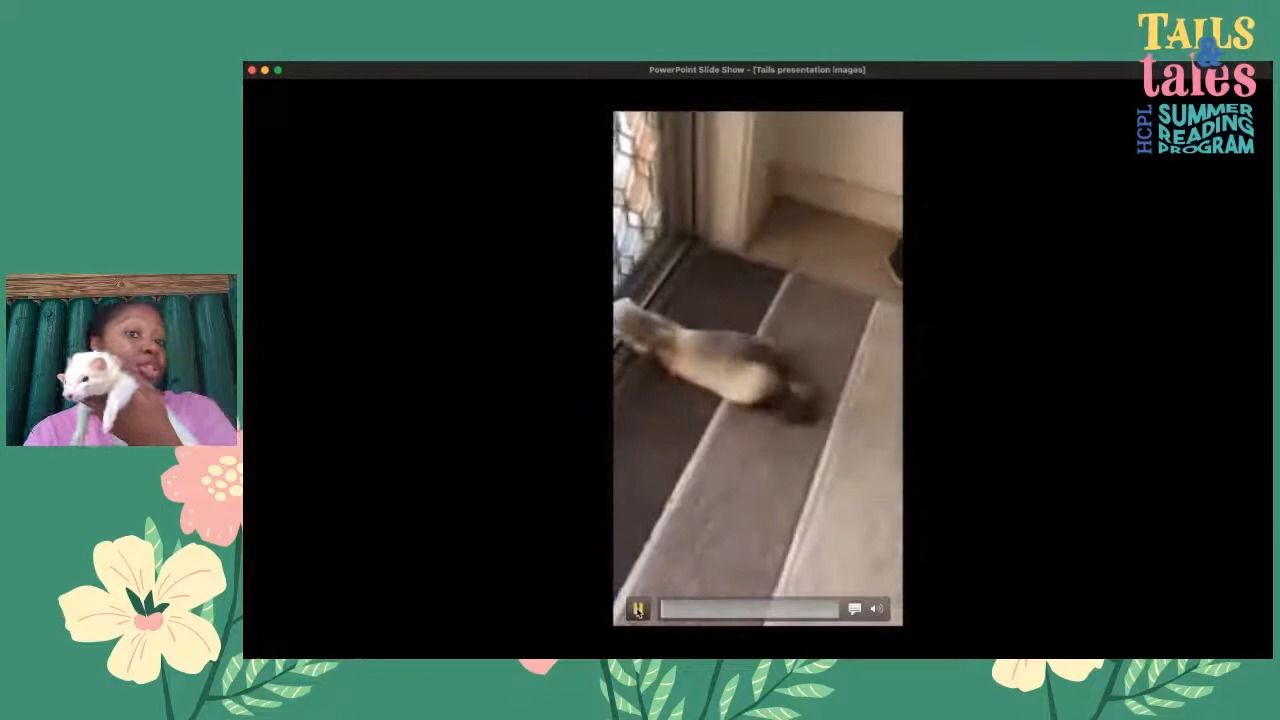 TAILS
&
tales
HCPL
SUMMER
READING
PROGRAM
PowerPoint Slide Show - [Tails presentation images]